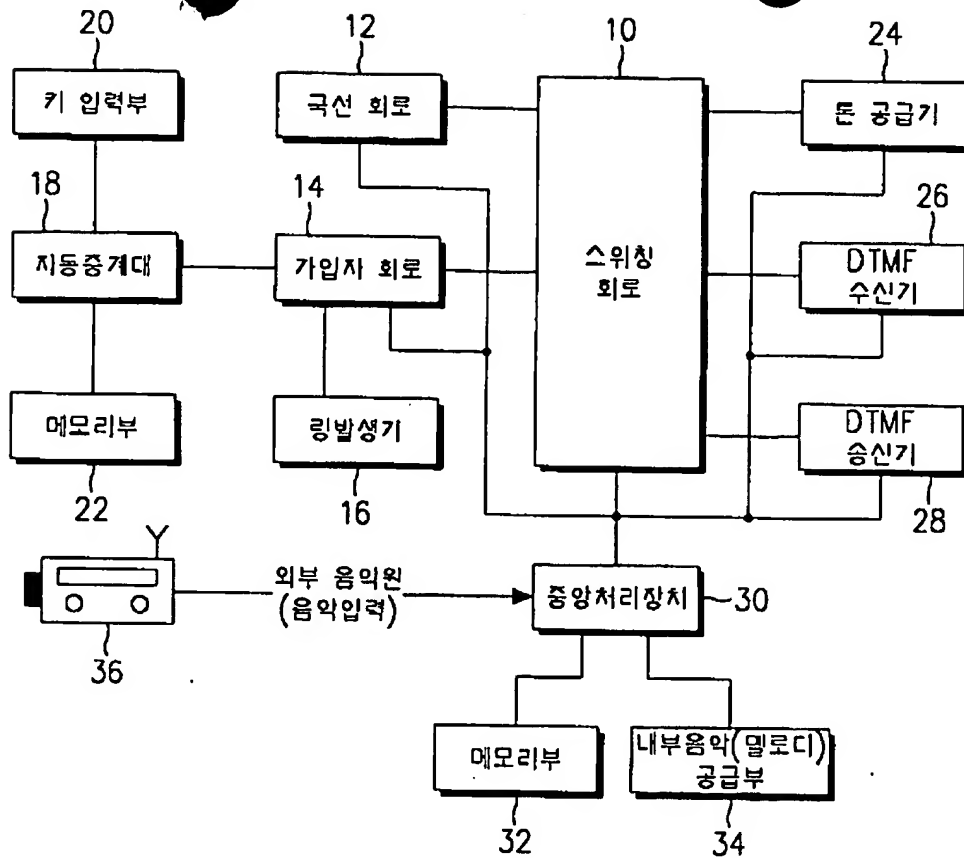 20
12
10
24
키 입력부
국선 회로
톤 공급기
18
14
26
자동중계대
가입자 회로
스위칭
회로
DTMF
수신기
메모리부
링발생기
DTMF
송신기
22
16
28
외부 음악원
(음악입력)
중앙처리장치
30
36
메모리부
내부음악(멜로디)
공급부
32
34